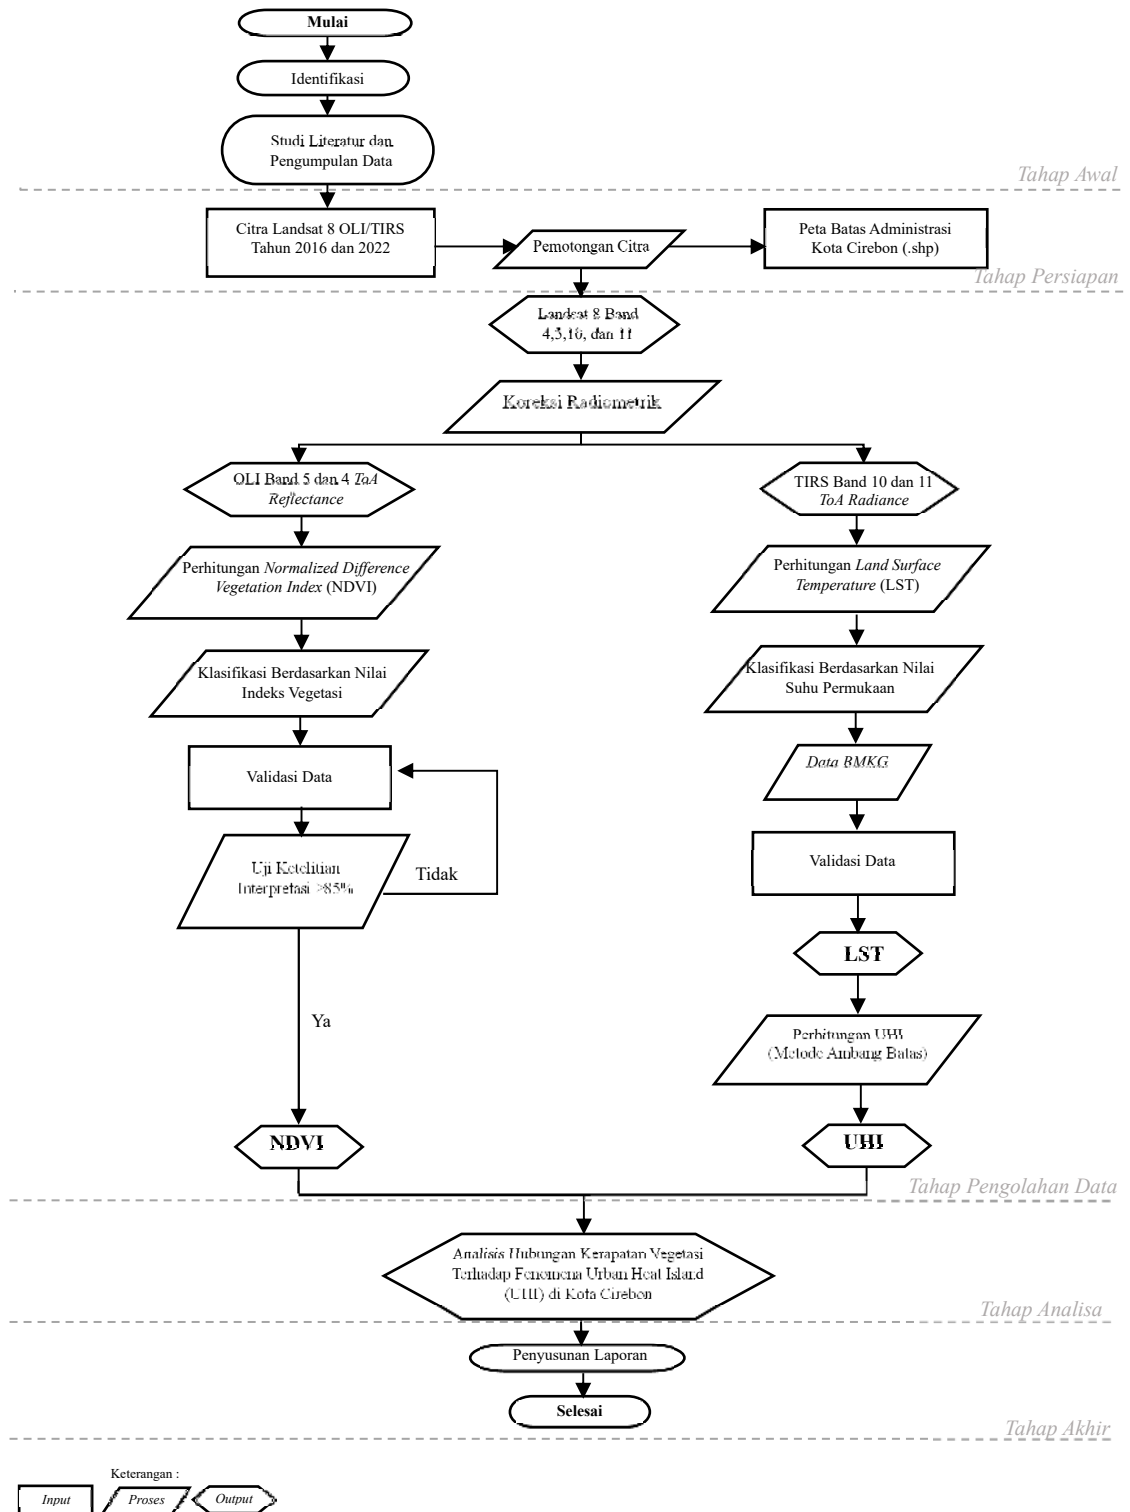 Mulai
Identifikasi
Studi Literatur dan
Pengumpulan Data
Tahap Awal
Citra Landsat 8 OLI/TIRS
Tahun 2016 dan 2022
Pemotongan Citra
Peta Batas Administrasi
Kota Cirebon (.shp)
Tahap Persiapan
Landsat 8 Band
4,5,10, dan 11
Koreksi Radiometrik
OLI Band 5 dan 4 ToA
Reflectance
TIRS Band 10 dan 11
ToA Radiance
Perhitungan Normalized Difference
Vegetation Index (NDVI)
Perhitungan Land Surface
Temperature (LST)
Klasifikasi Berdasarkan Nilai
Indeks Vegetasi
Klasifikasi Berdasarkan Nilai
Suhu Permukaan
Validasi Data
Data BMKG
Uji Ketelitian
Interpretasi >85%
Tidak
Validasi Data
LST
Ya
Perhitungan UHI
(Metode Ambang Batas)
NDVI
UHI
Tahap Pengolahan Data
Analisis Hubungan Kerapatan Vegetasi
Terhadap Fenomena Urban Heat Island
(UHI) di Kota Cirebon
Tahap Analisa
Penyusunan Laporan
Selesai
Tahap Akhir
Keterangan :
Input
Proses
Output